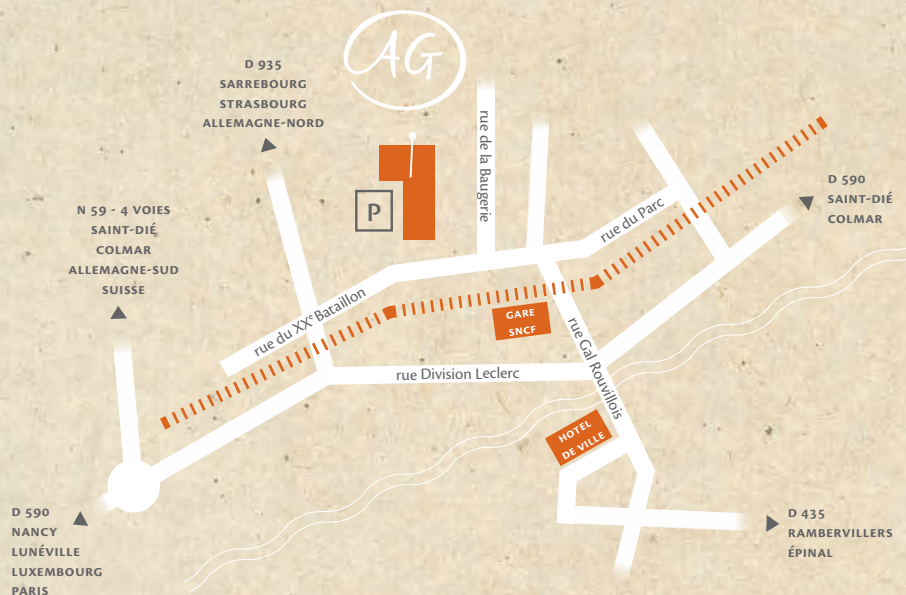 AG
D 935
SARREBOURG
STRASBOURG
ALLEMAGNE-NORD
rue de la Baugerie
P
N 59 - 4 VOIES
SAINT-DIÉ
COLMAR
ALLEMAGNE-SUD
SUISSE
D 590
SAINT-DIÉ
COLMAR
rue du Parc
rue du XXe Bataillon
GARE
SNCF
rue Gal Rouvillois
rue Division Leclerc
HOTEL
DE VILLE
D 590
NANCY
LUNÉVILLE
LUXEMBOURG
PARIS
D 435
RAMBERVILLERS
ÉPINAL